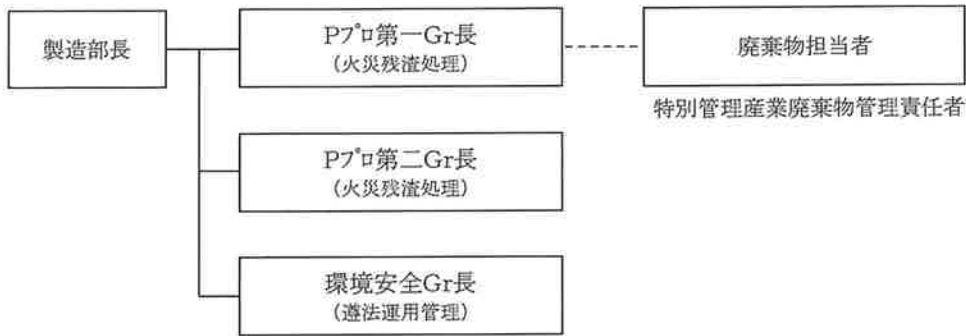 製造部長
Pﾌﾟﾛ第一Gr長
(火災残渣処理)
廃棄物担当者
特別管理産業廃棄物管理責任者
Pﾌﾟﾛ第二Gr長
(火災残渣処理)
環境安全Gr長
(遵法運用管理)